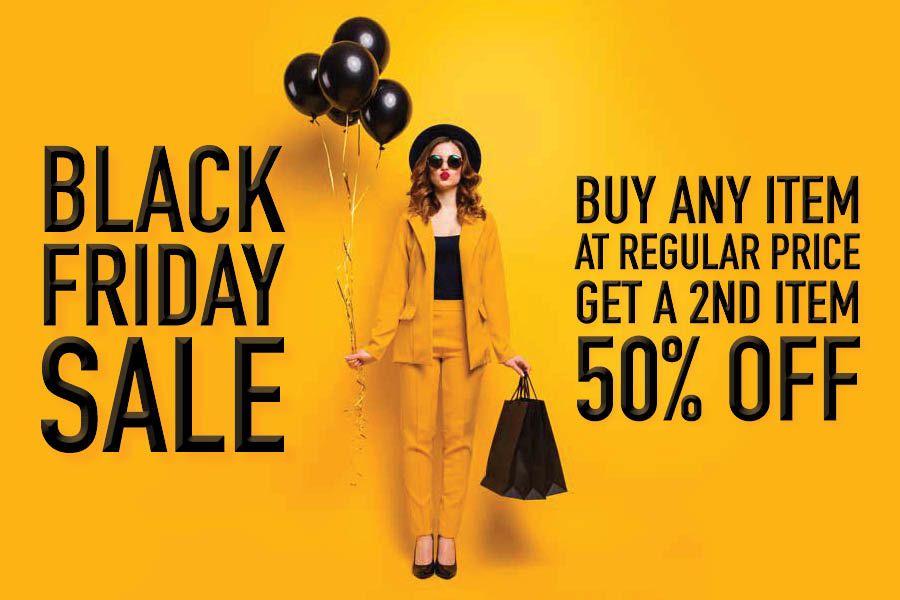 BLACK
FRIDAY
SALE
BUY ANY ITEM
AT REGULAR PRICE
GET A 2ND ITEM
50% OFF